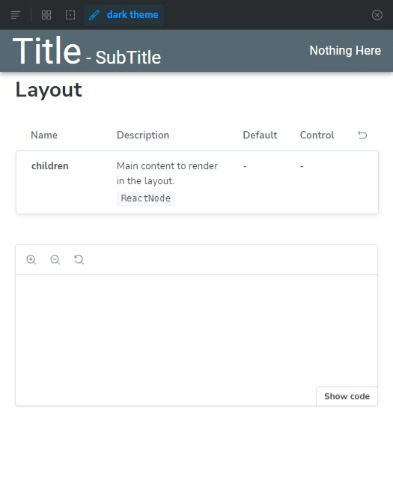 dark theme
Title - SubTitle
Nothing Here
Layout
Name Description Default Control
children Main content to render - -
in the layout.
ReactNode
Show code